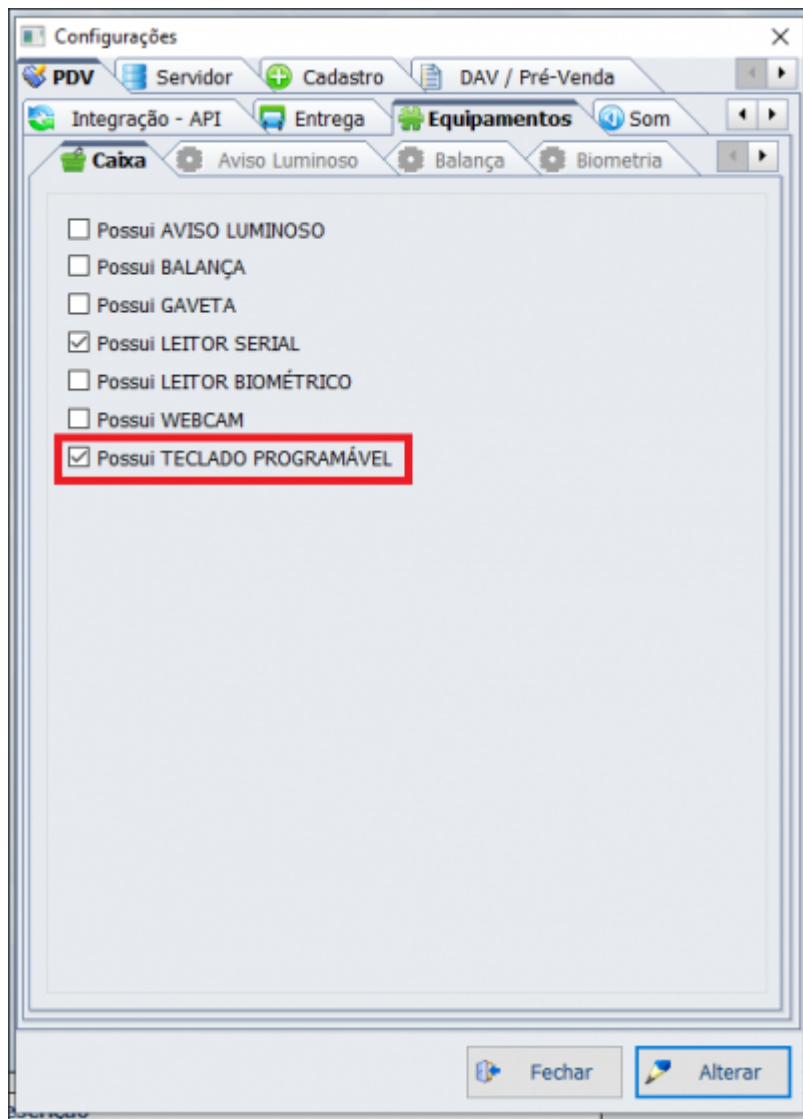 Configurações
PDV Servidor Cadastro DAV / Pré-Venda
Integração - API Entrega Equipamentos Som
Caixa Aviso Luminoso Balança Biometria
Possui AVISO LUMINOSO
Possui BALANÇA
Possui GAVETA
Possui LEITOR SERIAL
Possui LEITOR BIOMÉTRICO
Possui WEBCAM
Possui TECLADO PROGRAMÁVEL
Fechar Alterar